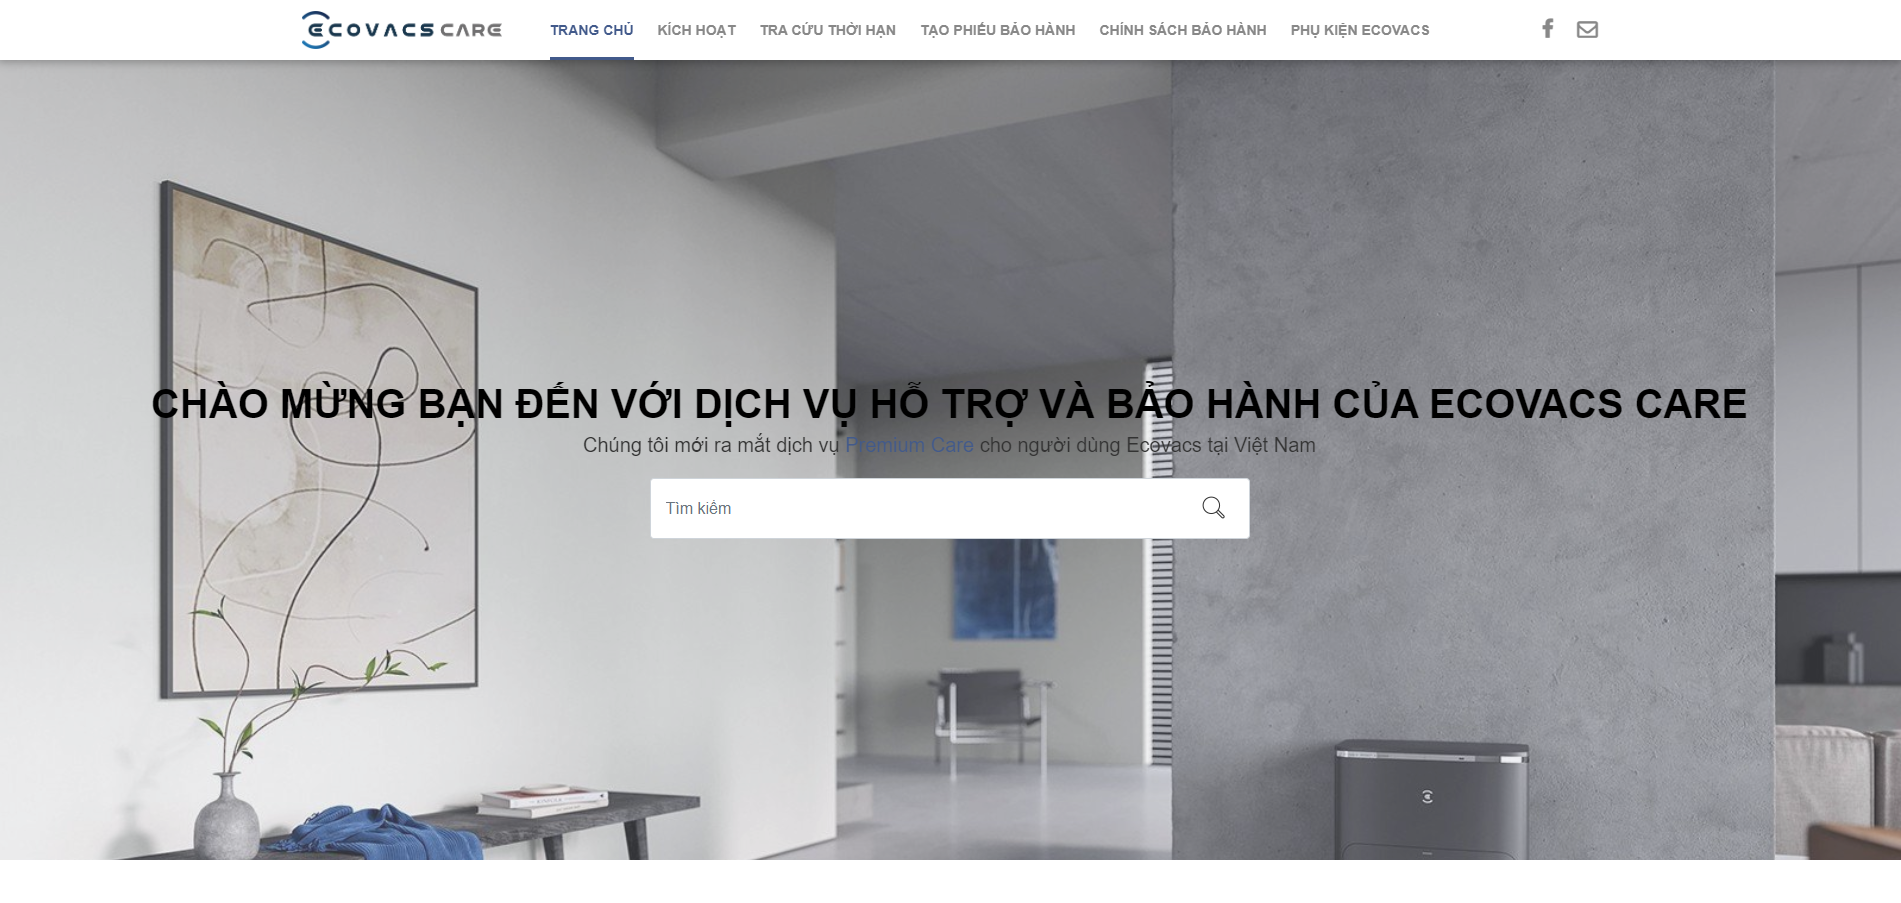 ECOVACS CARE
TRANG CHỦ KÍCH HOẠT TRA CỨU THỜI HẠN TẠO PHIẾU BẢO HÀNH CHÍNH SÁCH BẢO HÀNH PHỤ KIỆN ECOVACS
CHÀO MỪNG BẠN ĐẾN VỚI DỊCH VỤ HỖ TRỢ VÀ BẢO HÀNH CỦA ECOVACS CARE
Chúng tôi mới ra mắt dịch vụ Premium Care cho người dùng Ecovacs tại Việt Nam
Tìm kiếm